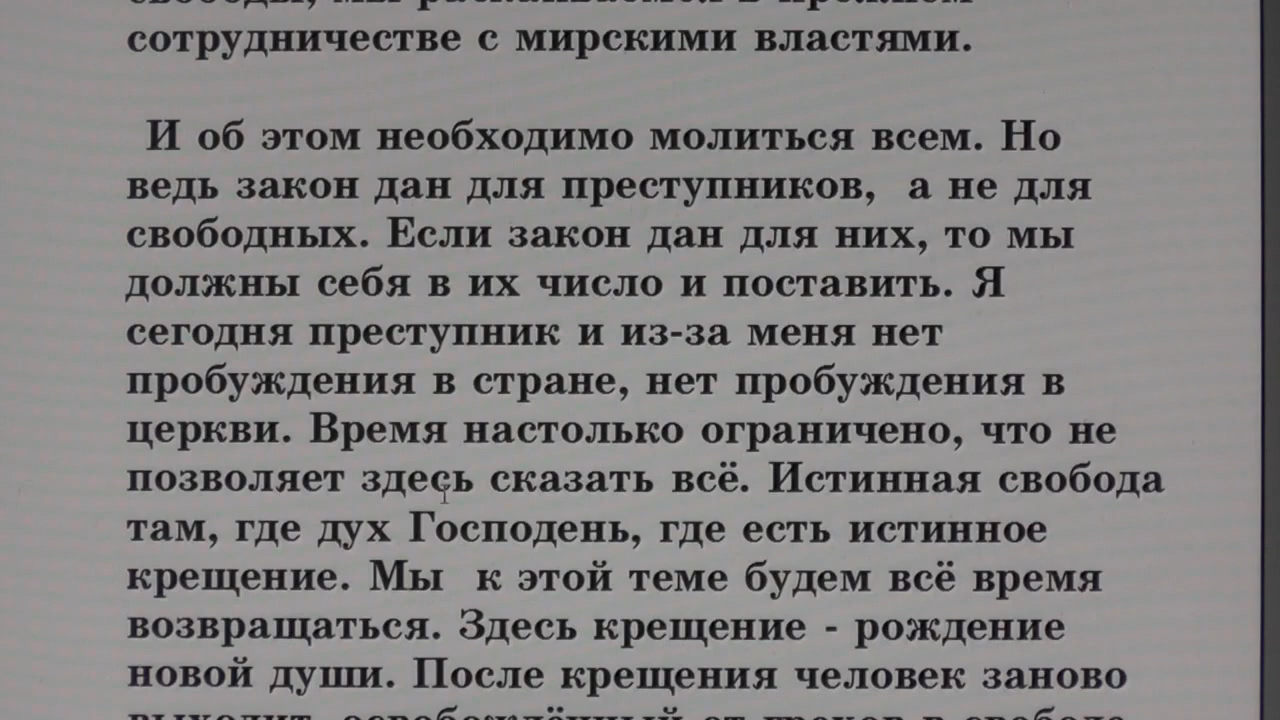 сотрудничестве с мирскими властями.
И об этом необходимо молиться всем. Но
ведь закон дан для преступников, а не для
свободных. Если закон дан для них, то мы
должны себя в их число и поставить. Я
сегодня преступник и из-за меня нет
пробуждения в стране, нет пробуждения в
церкви. Время настолько ограничено, что не
позволяет здесь сказать всё. Истинная свобода
там, где дух Господень, где есть истинное
крещение. Мы к этой теме будем всё время
возвращаться. Здесь крещение - рождение
новой души. После крещения человек заново